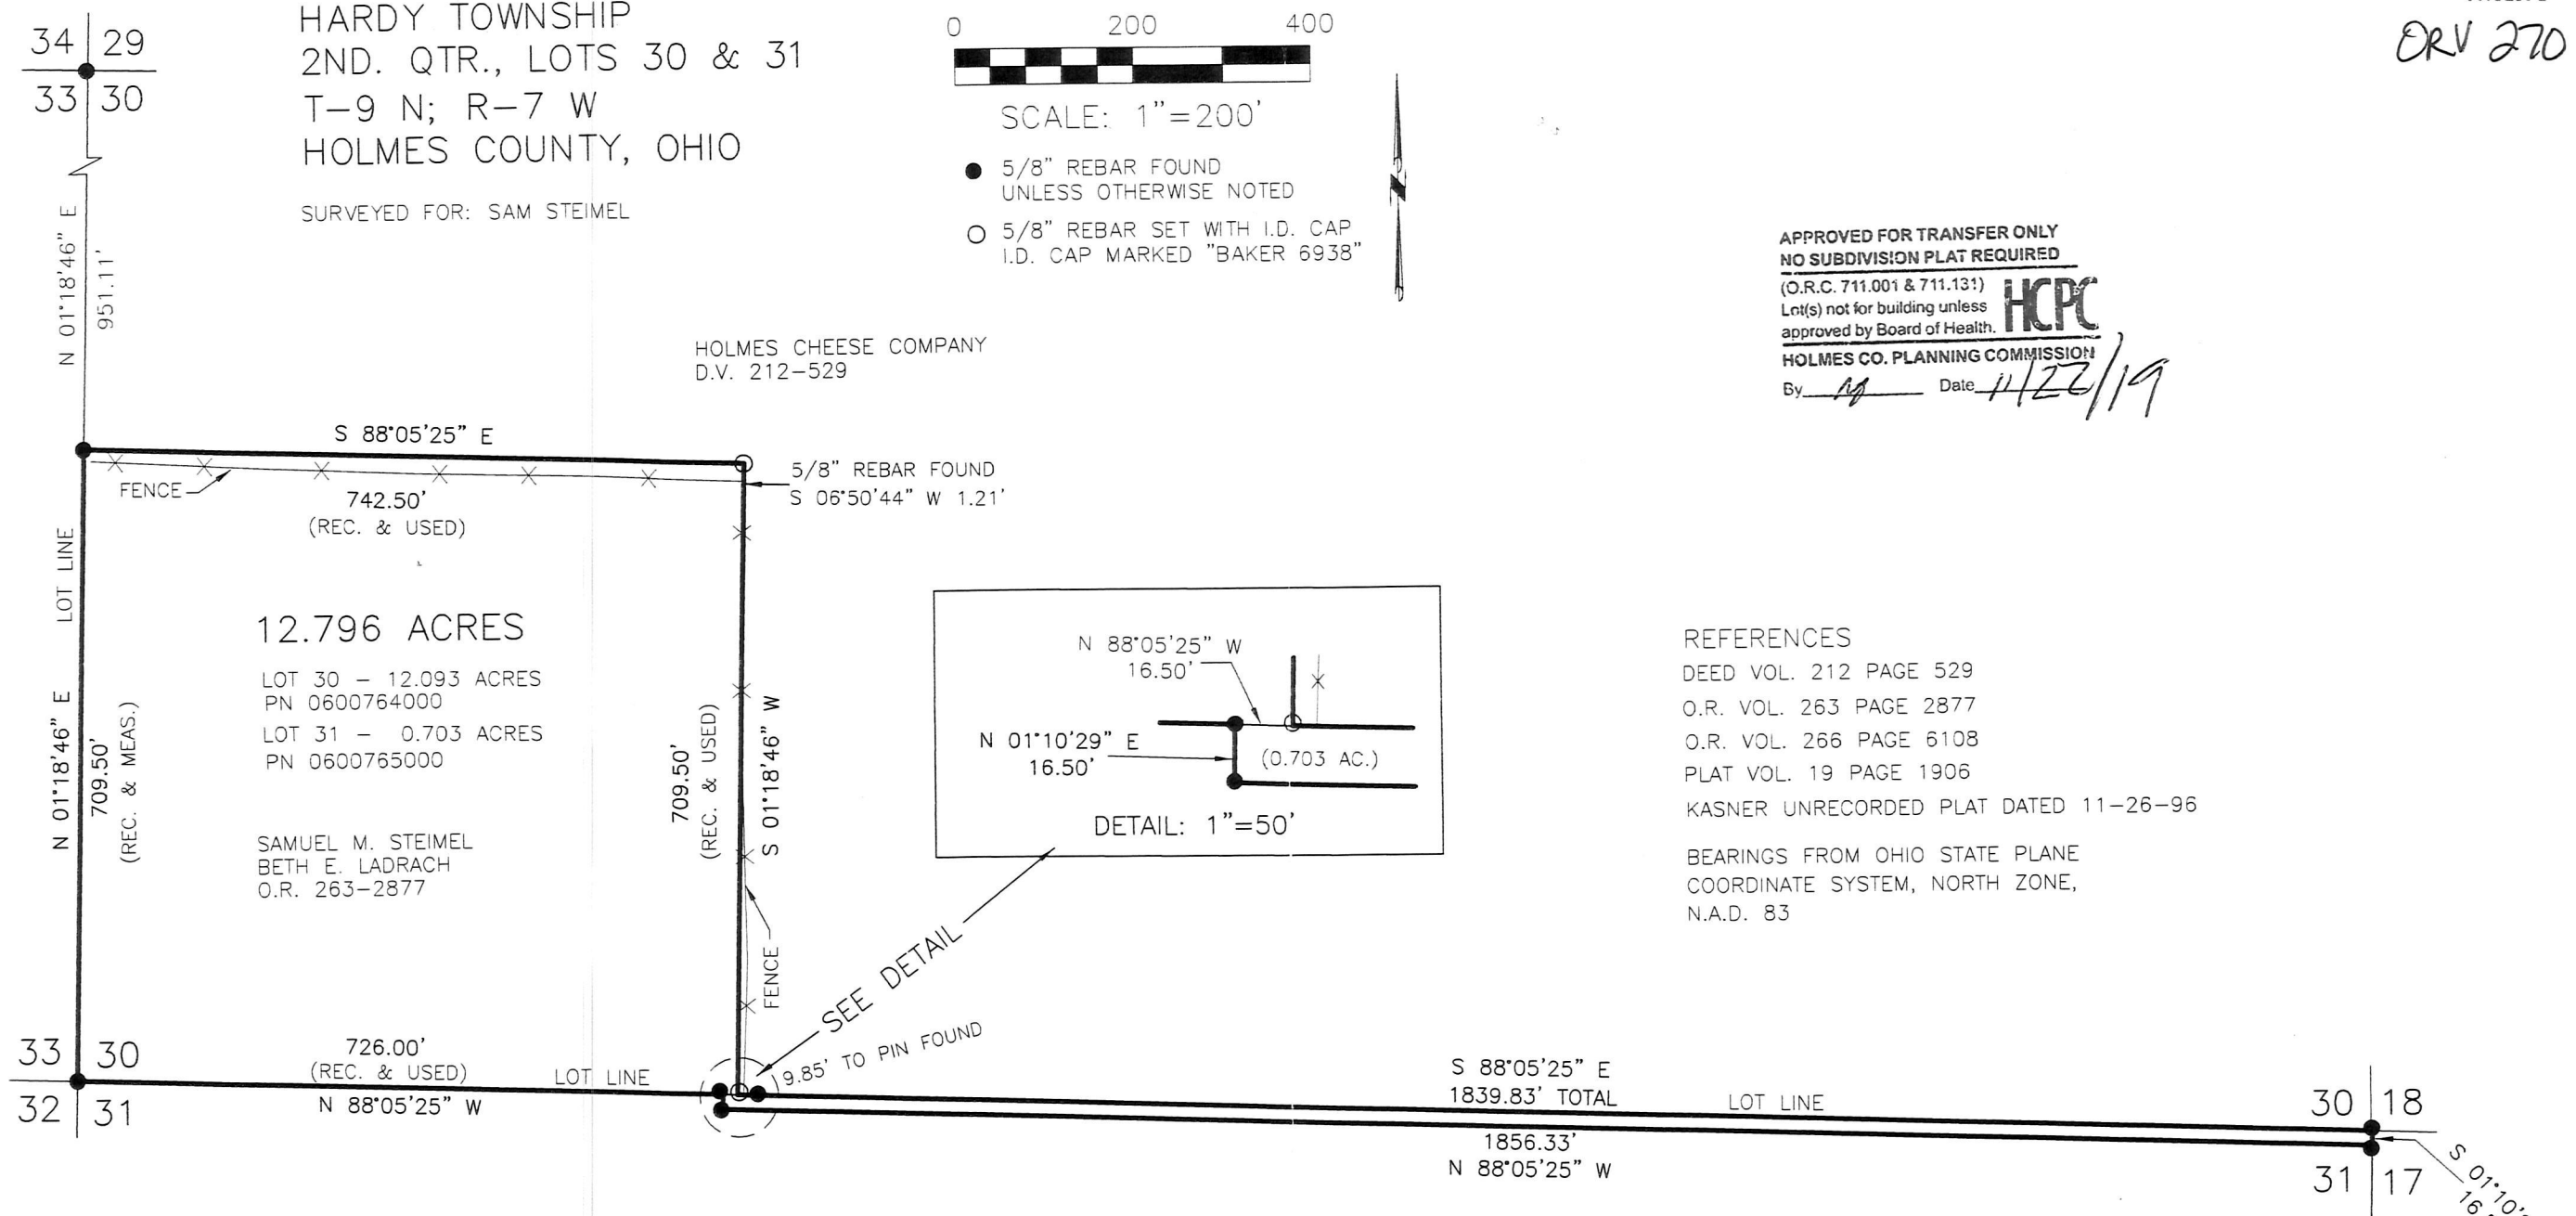 ORV 270
34 29
33 30
HARDY TOWNSHIP
2ND. QTR., LOTS 30 & 31
T-9 N; R-7 W
HOLMES COUNTY, OHIO
SURVEYED FOR: SAM STEIMEL
0 200 400
SCALE: 1"=200'
5/8" REBAR FOUND
UNLESS OTHERWISE NOTED
5/8" REBAR SET WITH I.D. CAP
I.D. CAP MARKED "BAKER 6938"
N
APPROVED FOR TRANSFER ONLY
NO SUBDIVISION PLAT REQUIRED
(O.R.C. 711.001 & 711.131)
Lot(s) not for building unless
approved by Board of Health.
HCPC
HOLMES CO. PLANNING COMMISSION
By Date 11/22/19
N 01°18'46" E
951.11'
HOLMES CHEESE COMPANY
D.V. 212-529
S 88°05'25" E
FENCE
742.50'
(REC. & USED)
5/8" REBAR FOUND
S 06°50'44" W 1.21'
LOT LINE
N 01°18'46" E
709.50'
(REC. & MEAS.)
12.796 ACRES
LOT 30 - 12.093 ACRES
PN 0600764000
LOT 31 - 0.703 ACRES
PN 0600765000
SAMUEL M. STEIMEL
BETH E. LADRACH
O.R. 263-2877
709.50'
(REC. & USED)
S 01°18'46" W
FENCE
N 88°05'25" W
16.50'
N 01°10'29" E
16.50'
(0.703 AC.)
DETAIL: 1"=50'
SEE DETAIL
9.85' TO PIN FOUND
REFERENCES
DEED VOL. 212 PAGE 529
O.R. VOL. 263 PAGE 2877
O.R. VOL. 266 PAGE 6108
PLAT VOL. 19 PAGE 1906
KASNER UNRECORDED PLAT DATED 11-26-96
BEARINGS FROM OHIO STATE PLANE
COORDINATE SYSTEM, NORTH ZONE,
N.A.D. 83
33 30
32 31
726.00'
(REC. & USED)
N 88°05'25" W
LOT LINE
S 88°05'25" E
1839.83' TOTAL
LOT LINE
1856.33'
N 88°05'25" W
30 18
31 17
S 01°10'
16